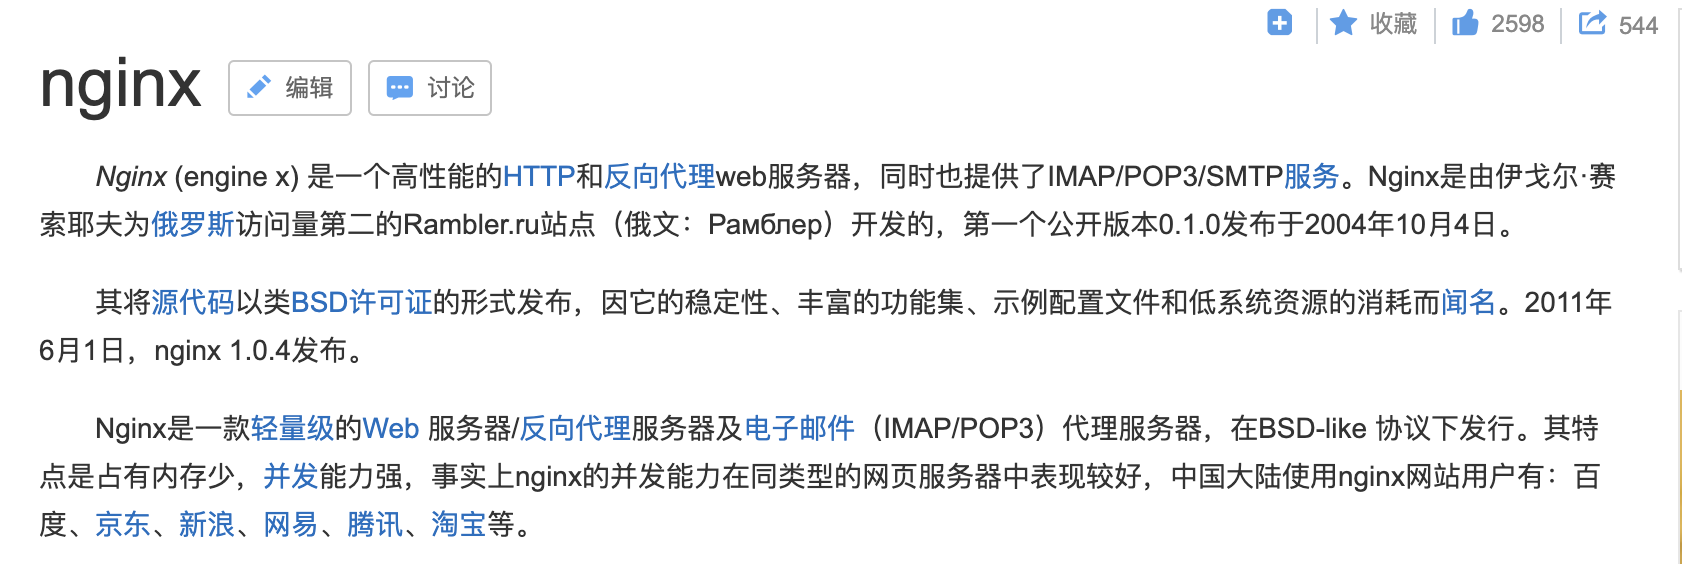 收藏 2598 544
nginx 编辑 讨论
Nginx (engine x) 是一个高性能的HTTP和反向代理web服务器，同时也提供了IMAP/POP3/SMTP服务。Nginx是由伊戈尔·赛
索耶夫为俄罗斯访问量第二的Rambler.ru站点（俄文：Рамблер）开发的，第一个公开版本0.1.0发布于2004年10月4日。
其将源代码以类BSD许可证的形式发布，因它的稳定性、丰富的功能集、示例配置文件和低系统资源的消耗而闻名。2011年
6月1日，nginx 1.0.4发布。
Nginx是一款轻量级的Web 服务器/反向代理服务器及电子邮件（IMAP/POP3）代理服务器，在BSD-like 协议下发行。其特
点是占有内存少，并发能力强，事实上nginx的并发能力在同类型的网页服务器中表现较好，中国大陆使用nginx网站用户有：百
度、京东、新浪、网易、腾讯、淘宝等。